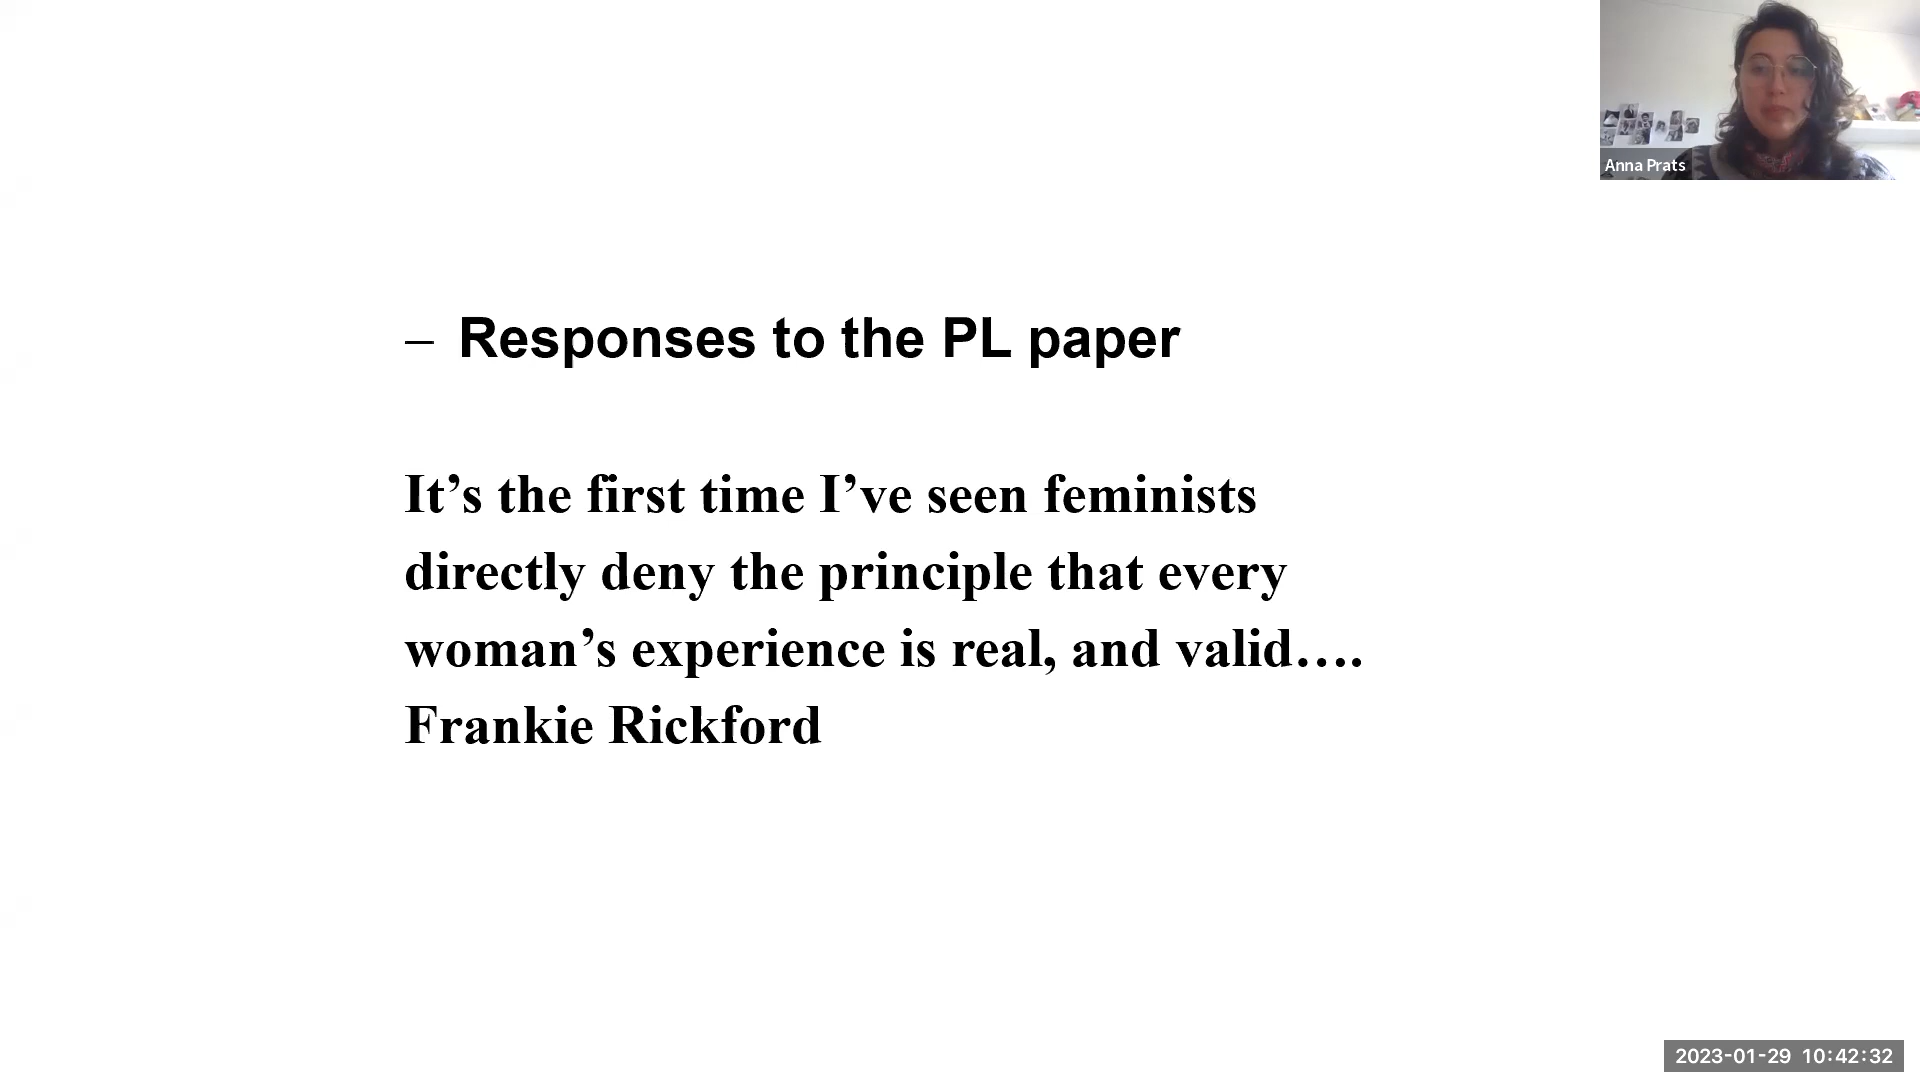 Anna Prats
– Responses to the PL paper
It’s the first time I’ve seen feminists
directly deny the principle that every
woman’s experience is real, and valid….
Frankie Rickford
2023-01-29 10:42:32